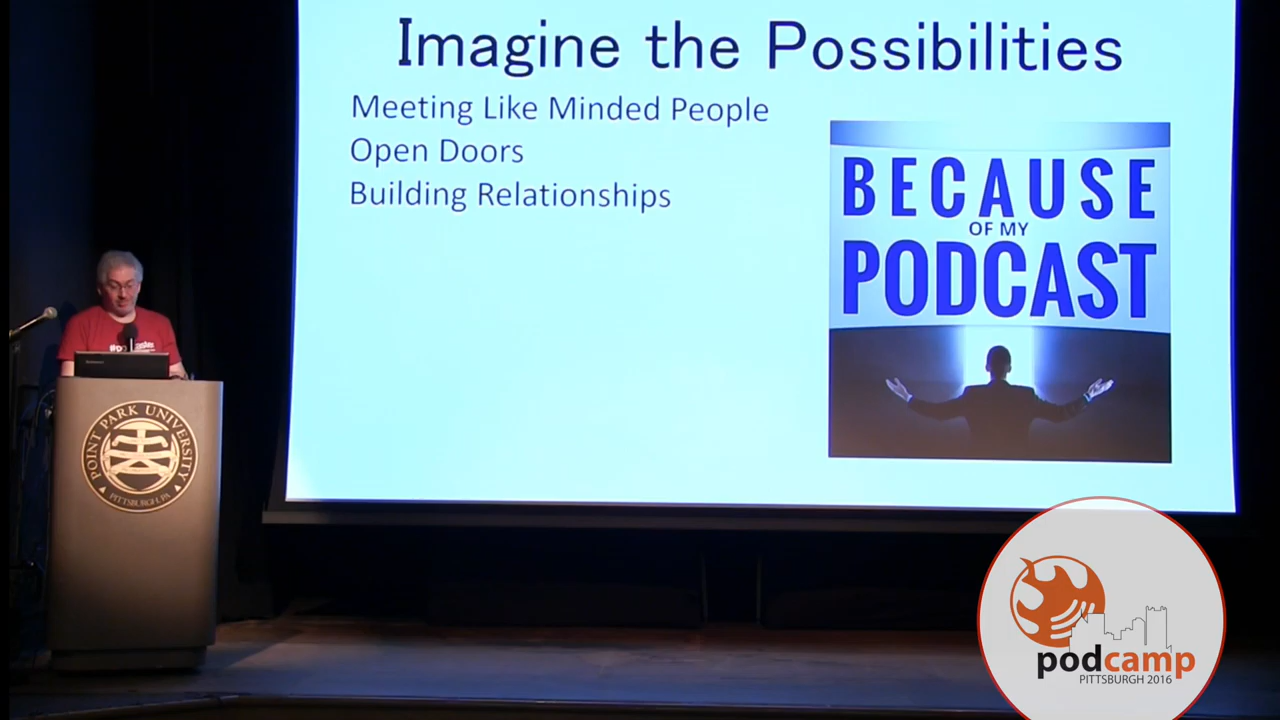 Imagine the Possibilities
Meeting Like Minded People
Open Doors
Building Relationships
BECAUSE
OF MY
PODCAST
POINT PARK UNIVERSITY
PITTSBURGH, PA
podcamp
PITTSBURGH 2016